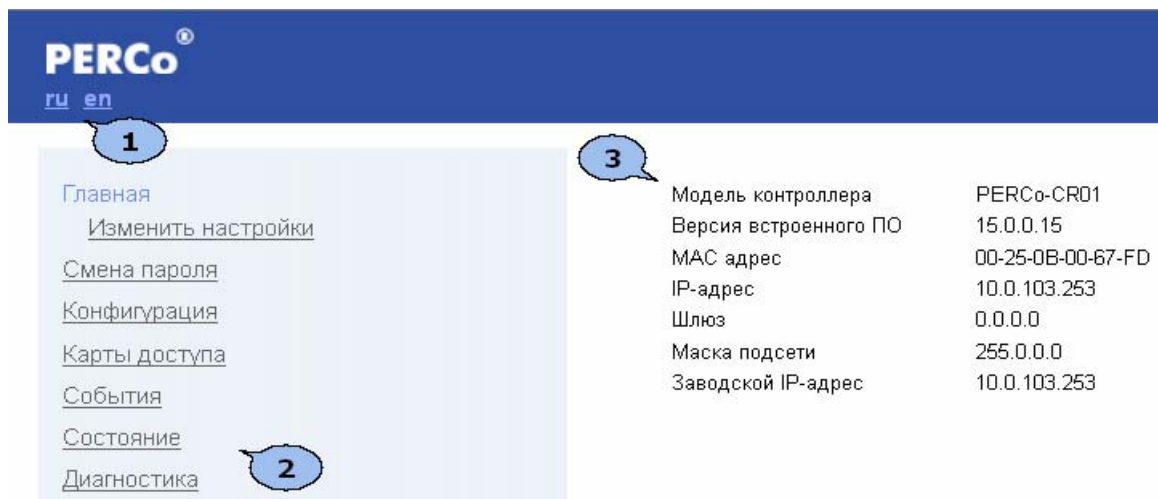 PERCo®
ru en
1
Главная
Изменить настройки
Смена пароля
Конфигурация
Карты доступа
События
Состояние
Диагностика
2
3
Модель контроллера PERCo-CR01
Версия встроенного ПО 15.0.0.15
MAC адрес 00-25-0B-00-67-FD
IP-адрес 10.0.103.253
Шлюз 0.0.0.0
Маска подсети 255.0.0.0
Заводской IP-адрес 10.0.103.253